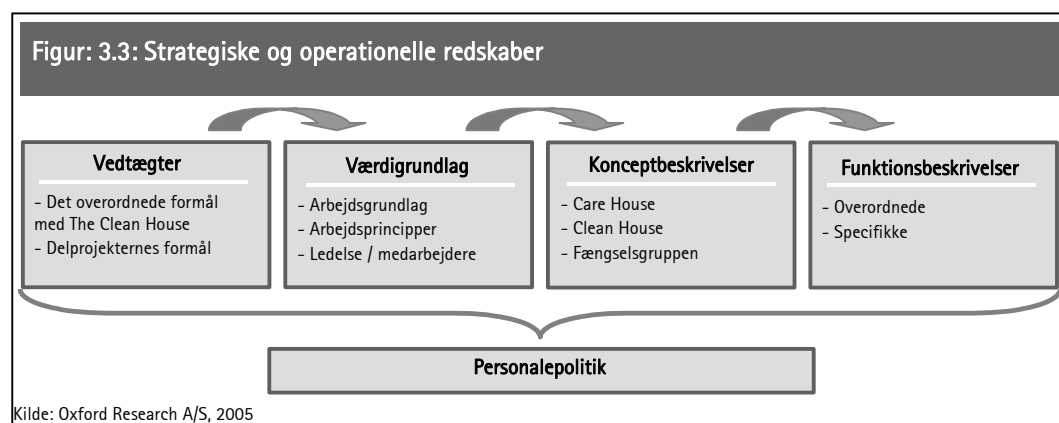 Figur: 3.3: Strategiske og operationelle redskaber
Vedtægter
- Det overordnede formål
med The Clean House
- Delprojekternes formål
Værdigrundlag
- Arbejdsgrundlag
- Arbejdsprincipper
- Ledelse / medarbejdere
Konceptbeskrivelser
- Care House
- Clean House
- Fængselsgruppen
Funktionsbeskrivelser
- Overordnede
- Specifikke
Personalepolitik
Kilde: Oxford Research A/S, 2005